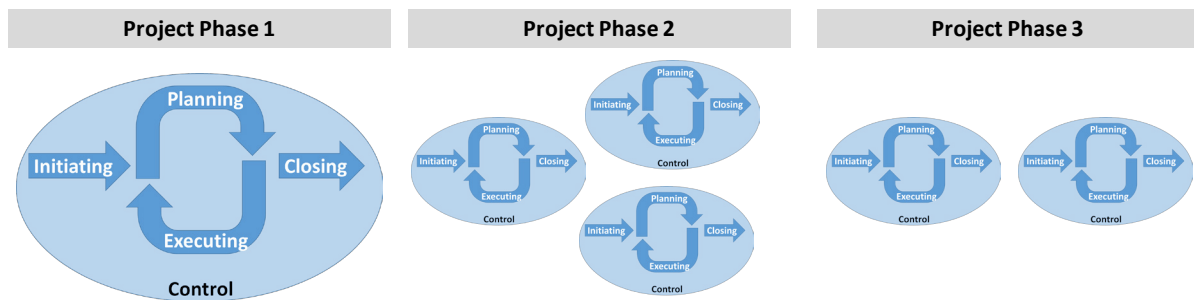 Project Phase 1
Project Phase 2
Project Phase 3
Planning
Initiating
Closing
Executing
Control
Planning
Initiating
Closing
Executing
Control
Planning
Initiating
Closing
Executing
Control
Planning
Initiating
Closing
Executing
Control
Planning
Initiating
Closing
Executing
Control
Planning
Initiating
Closing
Executing
Control